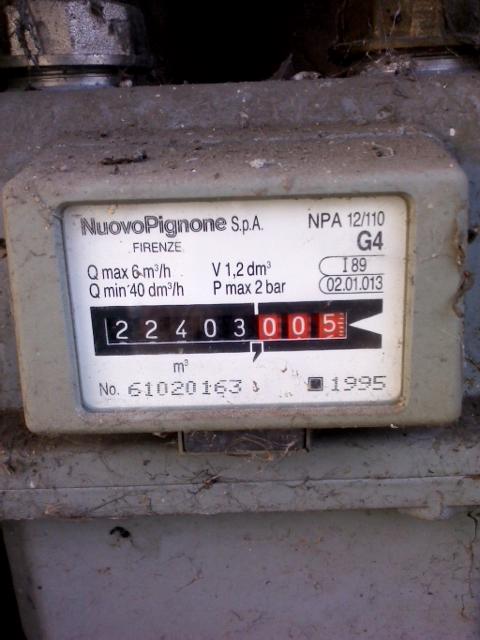 NuovoPignone S.p.A.
FIRENZE
NPA 12/110
G4
Q max 6 m³/h V 1,2 dm³
Q min 40 dm³/h P max 2 bar
I 89
02.01.013
22403005
m³
No. 61020163 1995